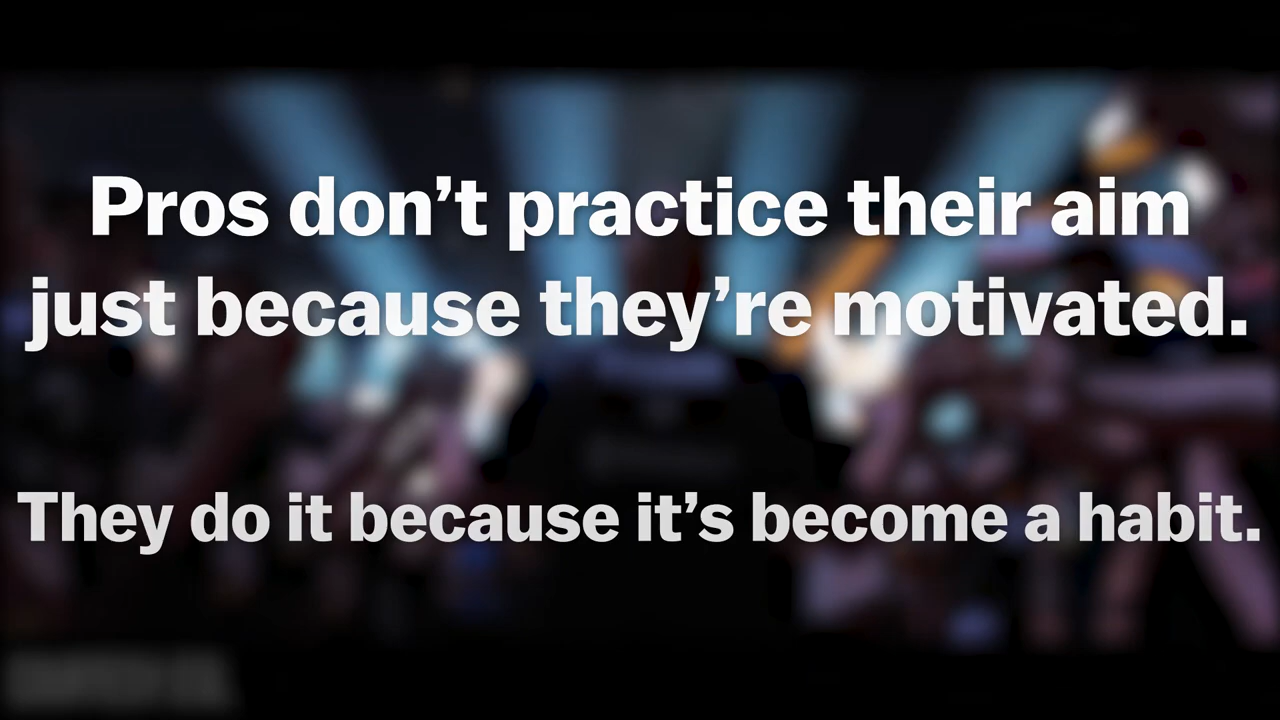 Pros don’t practice their aim
just because they’re motivated.
They do it because it’s become a habit.